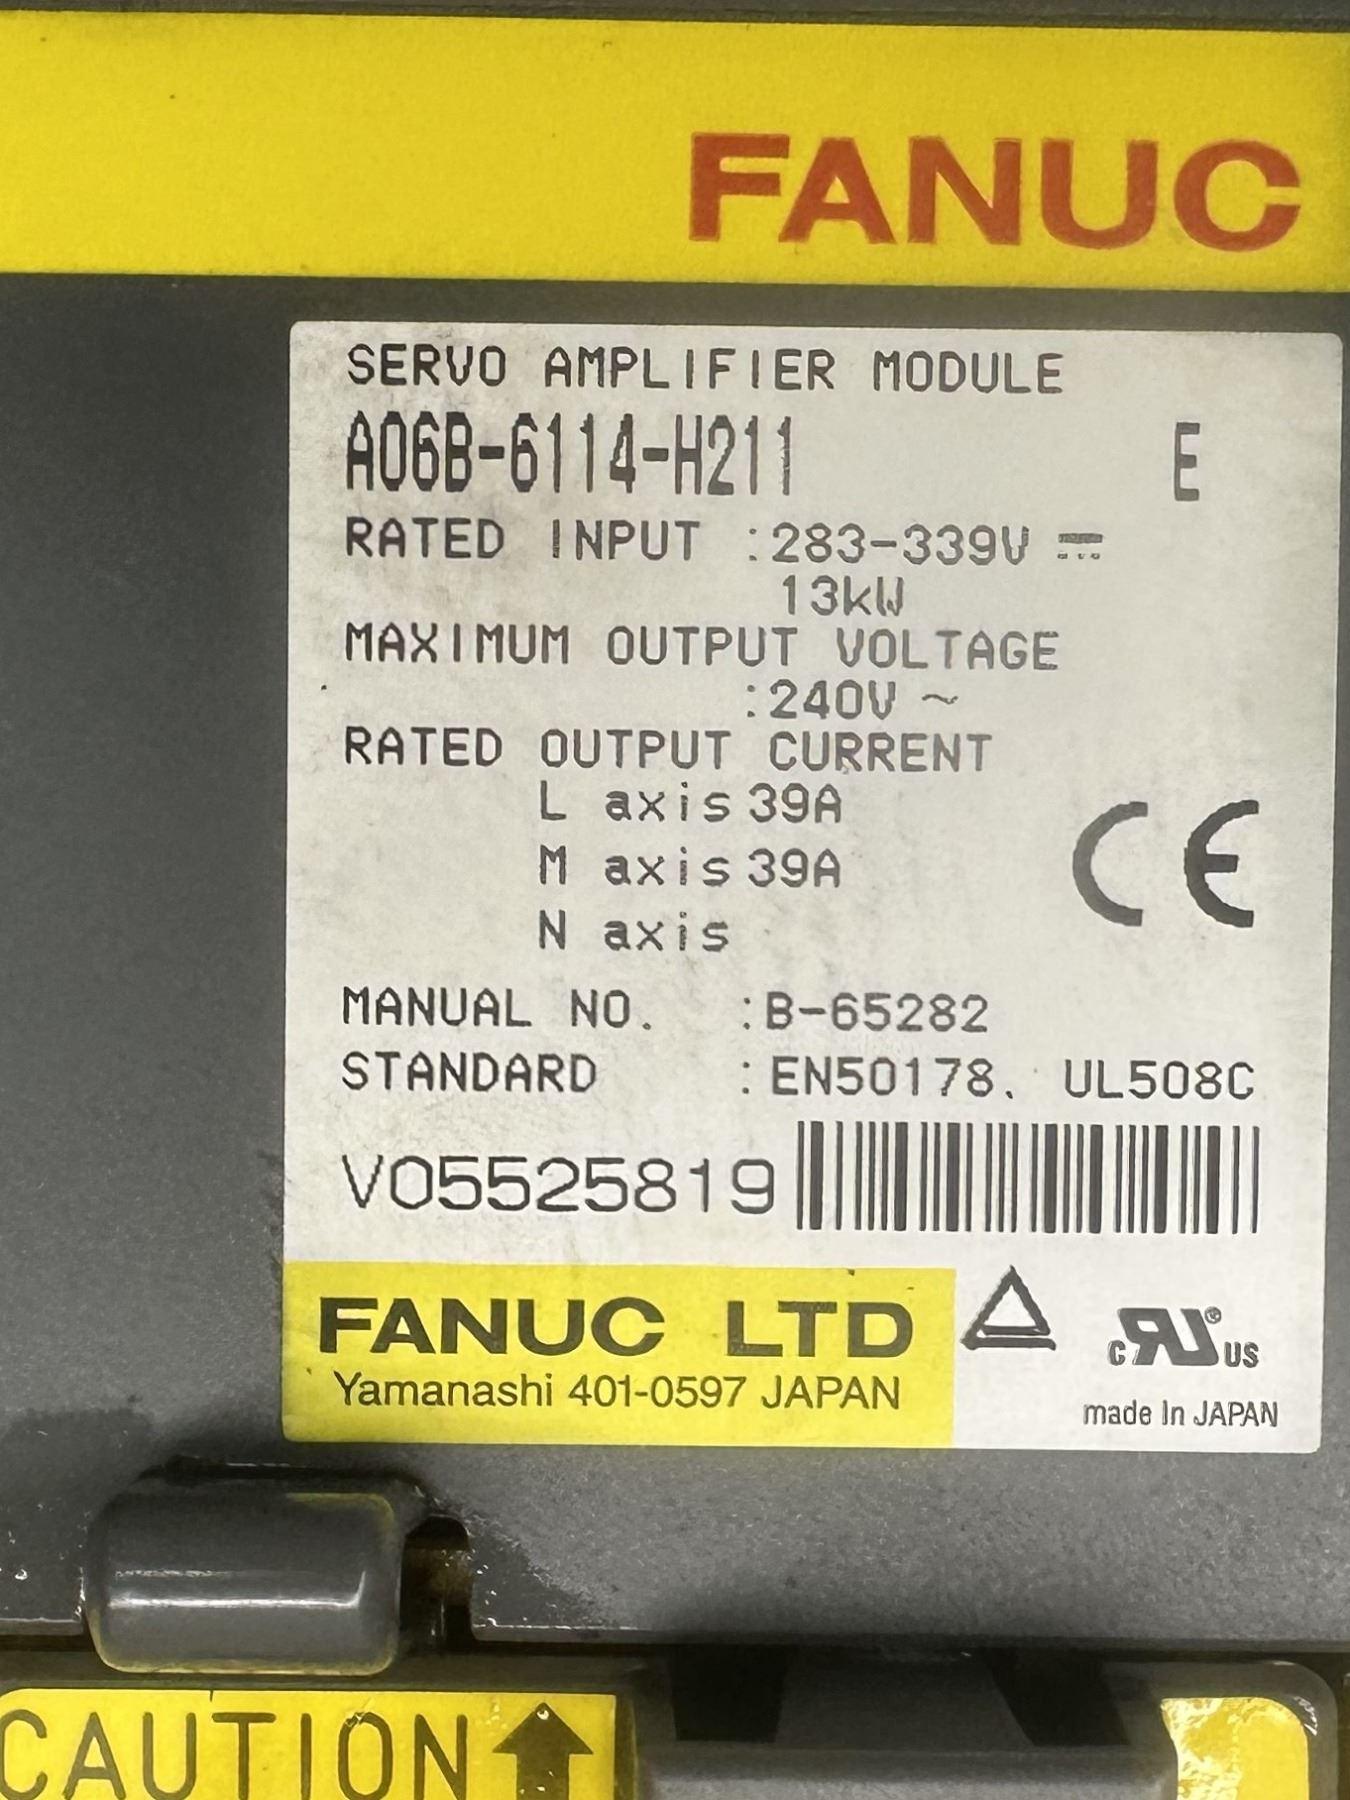 FANUC
SERVO AMPLIFIER MODULE
A06B-6114-H211 E
RATED INPUT :283-339V ⎓
13kW
MAXIMUM OUTPUT VOLTAGE
:240V ~
RATED OUTPUT CURRENT
L axis 39A
M axis 39A
N axis
CE
MANUAL NO. :B-65282
STANDARD :EN50178. UL508C
V05525819
FANUC LTD
Yamanashi 401-0597 JAPAN
c RU® US
made In JAPAN
CAUTION